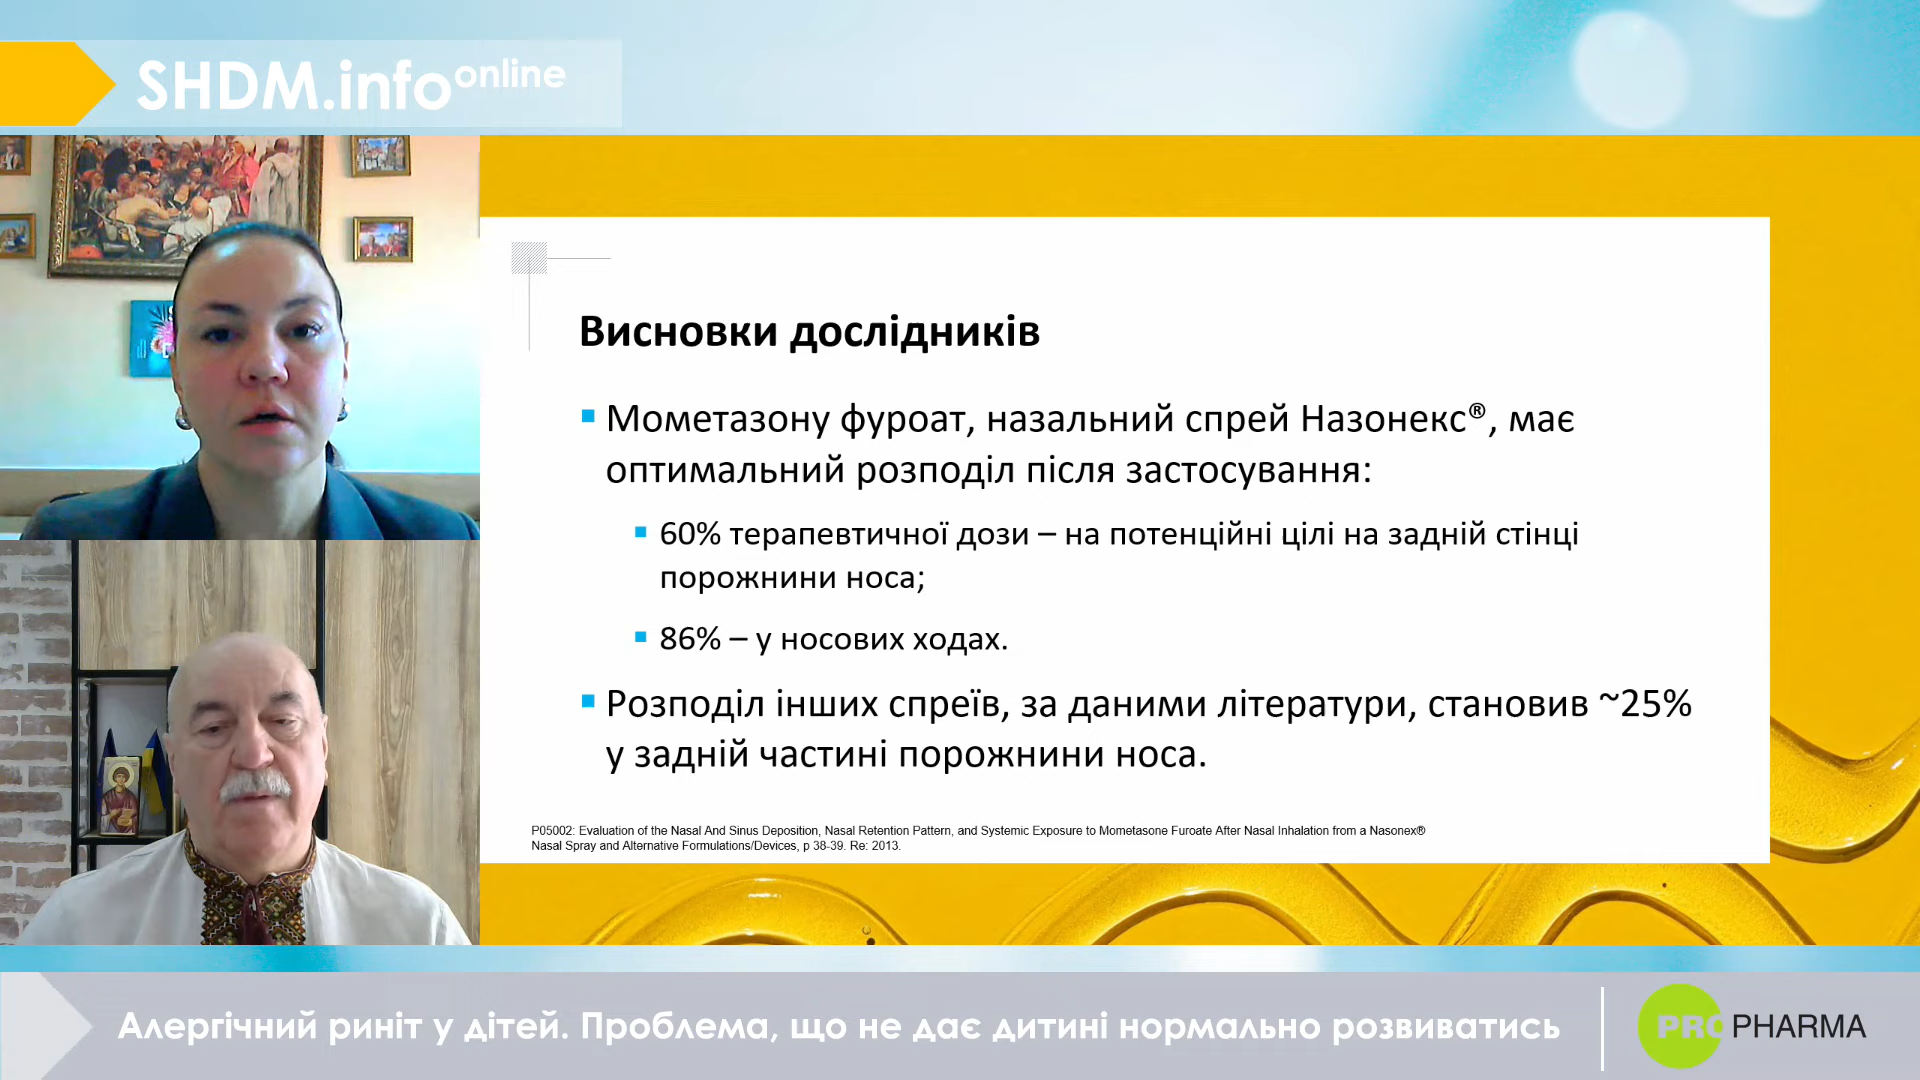 SHDM.info online
Висновки дослідників
▪ Мометазону фуроат, назальний спрей Назонекс®, має
оптимальний розподіл після застосування:
▪ 60% терапевтичної дози – на потенційні цілі на задній стінці
порожнини носа;
▪ 86% – у носових ходах.
▪ Розподіл інших спреїв, за даними літератури, становив ~25%
у задній частині порожнини носа.
P05002: Evaluation of the Nasal And Sinus Deposition, Nasal Retention Pattern, and Systemic Exposure to Mometasone Furoate After Nasal Inhalation from a Nasonex®
Nasal Spray and Alternative Formulations/Devices, p 38-39. Re: 2013.
Алергічний риніт у дітей. Проблема, що не дає дитині нормально розвиватись
PRO PHARMA